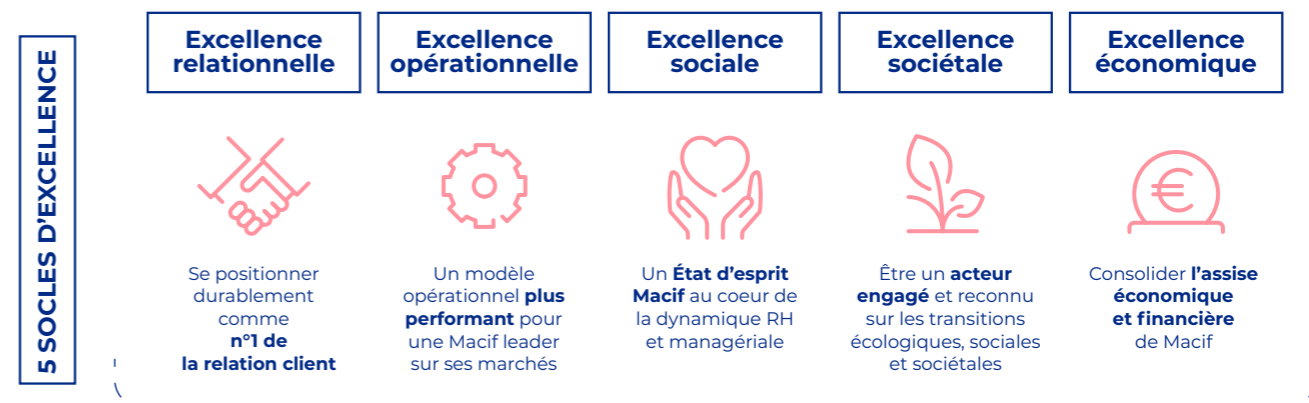 5 SOCLES D'EXCELLENCE
Excellence
relationnelle
Se positionner
durablement
comme
n°1 de
la relation client
Excellence
opérationnelle
Un modèle
opérationnel plus
performant pour
une Macif leader
sur ses marchés
Excellence
sociale
Un État d'esprit
Macif au coeur de
la dynamique RH
et managériale
Excellence
sociétale
Être un acteur
engagé et reconnu
sur les transitions
écologiques, sociales
et sociétales
Excellence
économique
€
Consolider l'assise
économique
et financière
de Macif